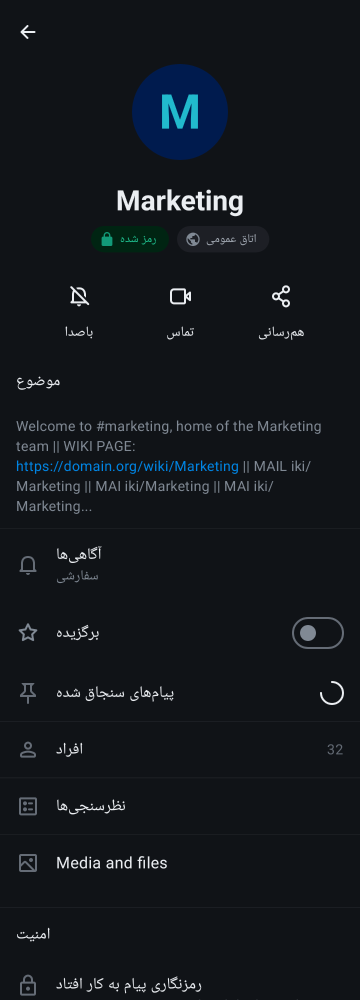 M
Marketing
رمز شده
اتاق عمومی
باصدا
تماس
هم‌رسانی
موضوع
Welcome to #marketing, home of the Marketing
team || WIKI PAGE:
https://domain.org/wiki/Marketing || MAIL iki/
Marketing || MAI iki/Marketing || MAI iki/
Marketing...
آگاهی‌ها
سفارشی
برگزیده
پیام‌های سنجاق شده
افراد
32
نظرسنجی‌ها
Media and files
امنیت
رمزنگاری پیام به کار افتاد